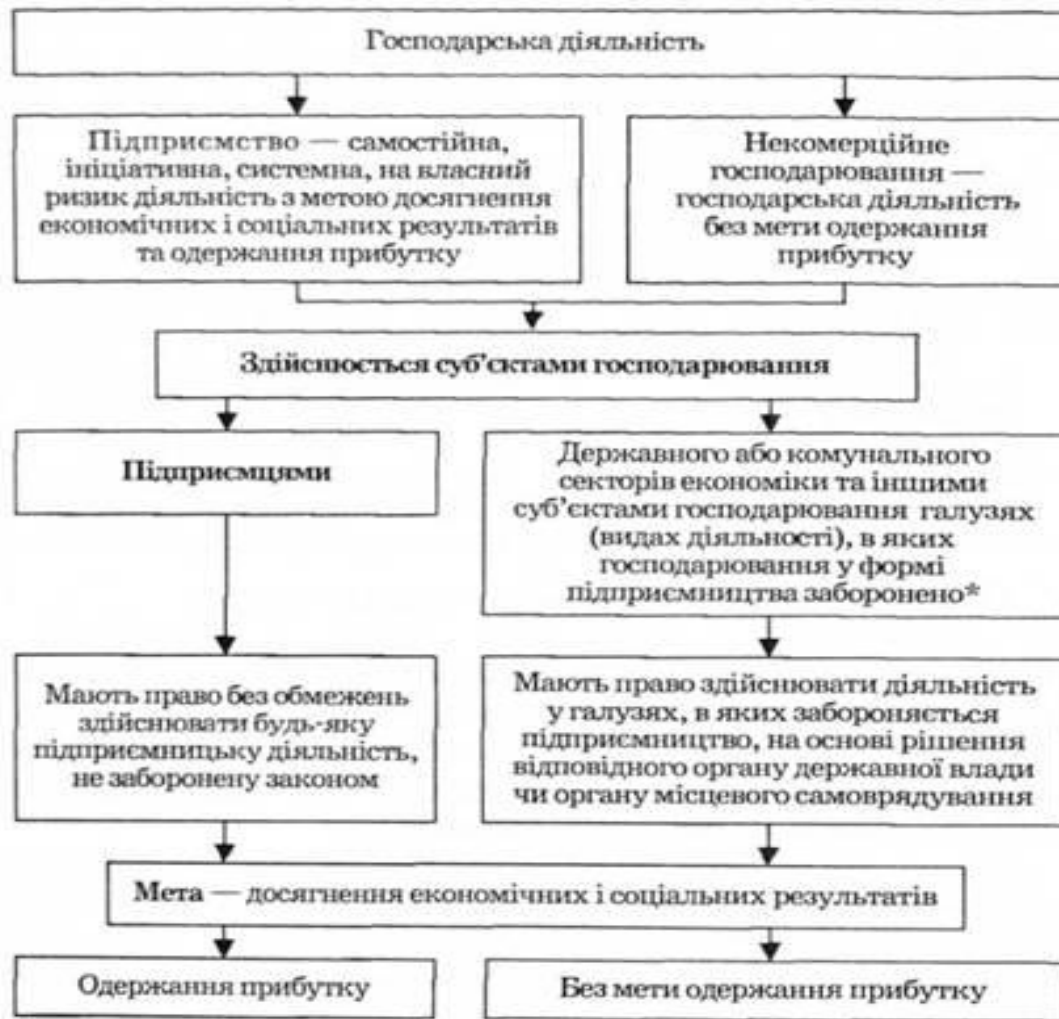 Господарська діяльність
Підприємство — самостійна,
ініціативна, системна, на власний
ризик діяльність з метою досягнення
економічних і соціальних результатів
та одержання прибутку
Некомерційне
господарювання —
господарська діяльність
без мети одержання
прибутку
Здійснюється суб’єктами господарювання
Підприємцями
Державного або комунального
секторів економіки та іншими
суб’єктами господарювання галузях
(видах діяльності), в яких
господарювання у формі
підприємництва заборонено*
Мають право без обмежень
здійснювати будь-яку
підприємницьку діяльність,
не заборонену законом
Мають право здійснювати діяльність
у галузях, в яких забороняється
підприємство, на основі рішення
відповідного органу державної влади
чи органу місцевого самоврядування
Мета — досягнення економічних і соціальних результатів
Одержання прибутку
Без мети одержання прибутку